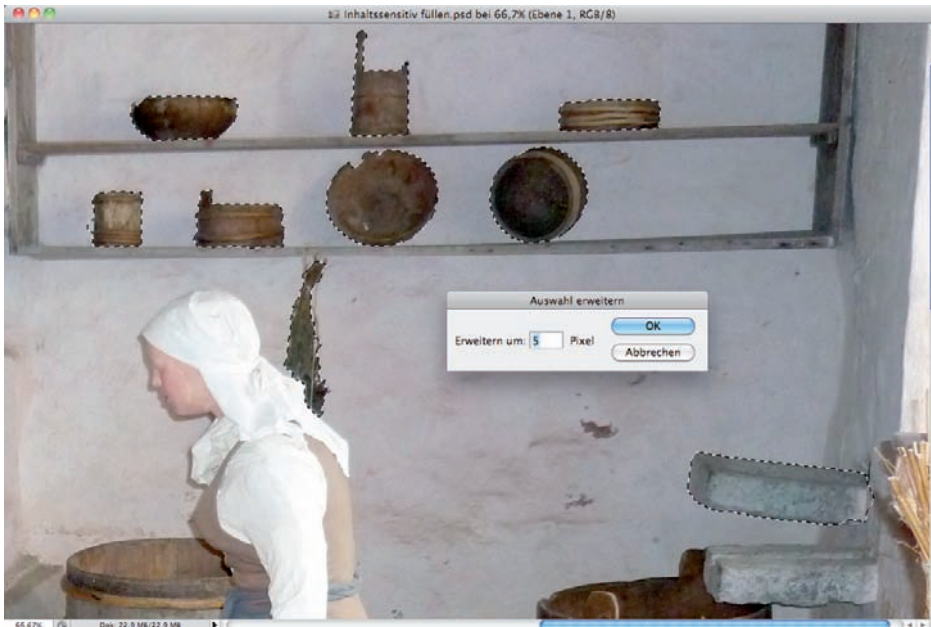 Inhaltssensitiv füllen.psd bei 66,7% (Ebene 1, RGB/8)
Auswahl erweitern
Erweitern um: 5 Pixel
OK
Abbrechen
66,67%
Dok: 22,9 MB/22,9 MB